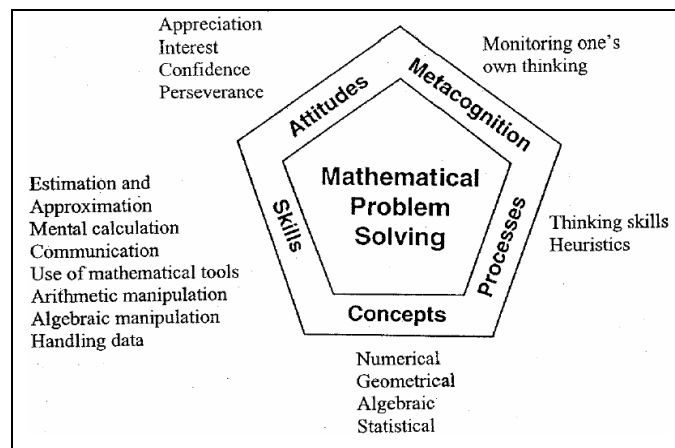 Appreciation
Interest
Confidence
Perseverance
Monitoring one's
own thinking
Attitudes
Metacognition
Mathematical
Problem
Solving
Skills
Processes
Concepts
Estimation and
Approximation
Mental calculation
Communication
Use of mathematical tools
Arithmetic manipulation
Algebraic manipulation
Handling data
Thinking skills
Heuristics
Numerical
Geometrical
Algebraic
Statistical